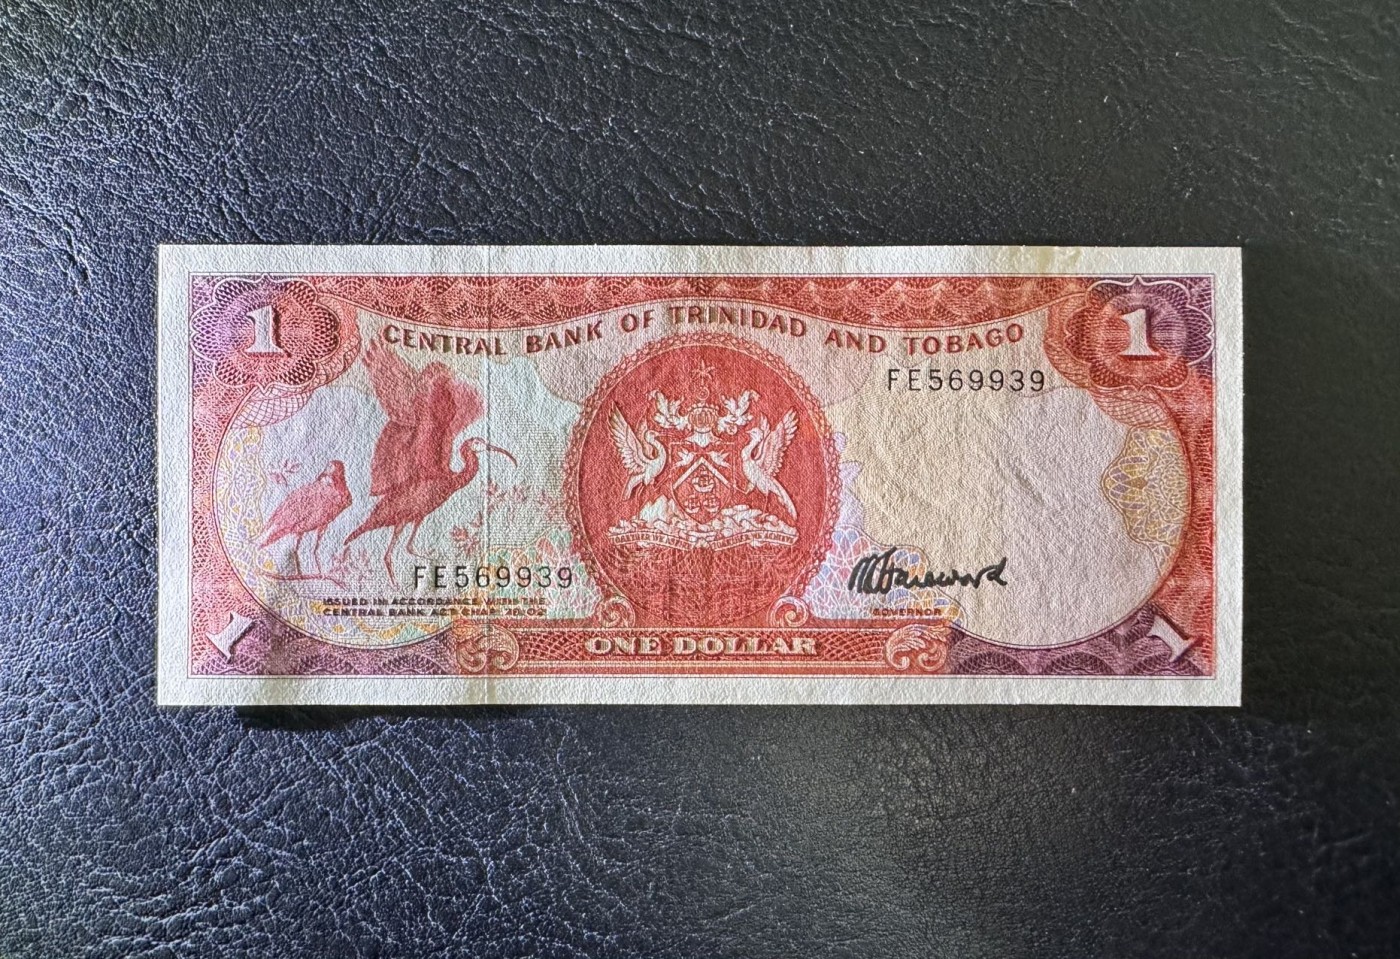 1
1
CENTRAL BANK OF TRINIDAD AND TOBAGO
FE569939
FE569939
ISSUED IN ACCORDANCE WITH THE
CENTRAL BANK ACT CHAP. 79.02
GOVERNOR
1
ONE DOLLAR
1